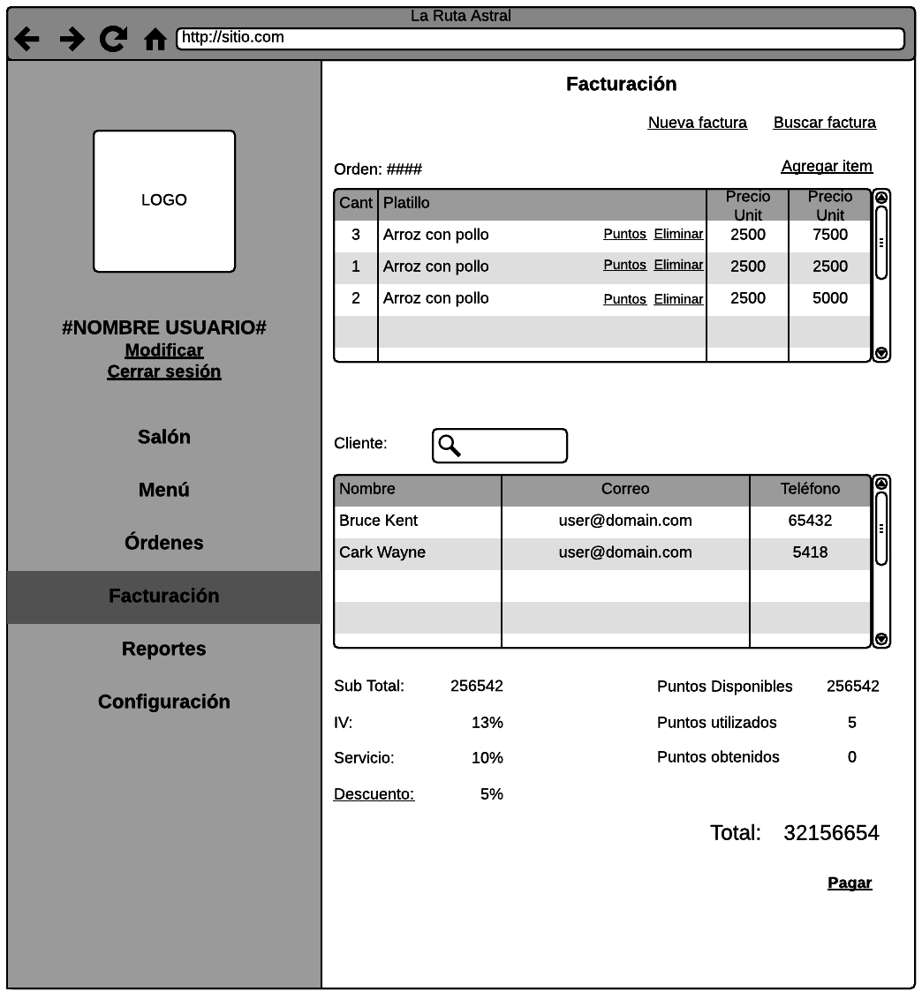 La Ruta Astral
http://sitio.com
LOGO
#NOMBRE USUARIO#
Modificar
Cerrar sesión
Salón
Menú
Órdenes
Facturación
Reportes
Configuración
Facturación
Nueva factura Buscar factura
Orden: #### Agregar item
Cant Platillo Precio Unit Precio Unit
3 Arroz con pollo Puntos Eliminar 2500 7500
1 Arroz con pollo Puntos Eliminar 2500 2500
2 Arroz con pollo Puntos Eliminar 2500 5000
Cliente:
Nombre Correo Teléfono
Bruce Kent user@domain.com 65432
Cark Wayne user@domain.com 5418
Sub Total: 256542 Puntos Disponibles 256542
IV: 13% Puntos utilizados 5
Servicio: 10% Puntos obtenidos 0
Descuento: 5%
Total: 32156654
Pagar